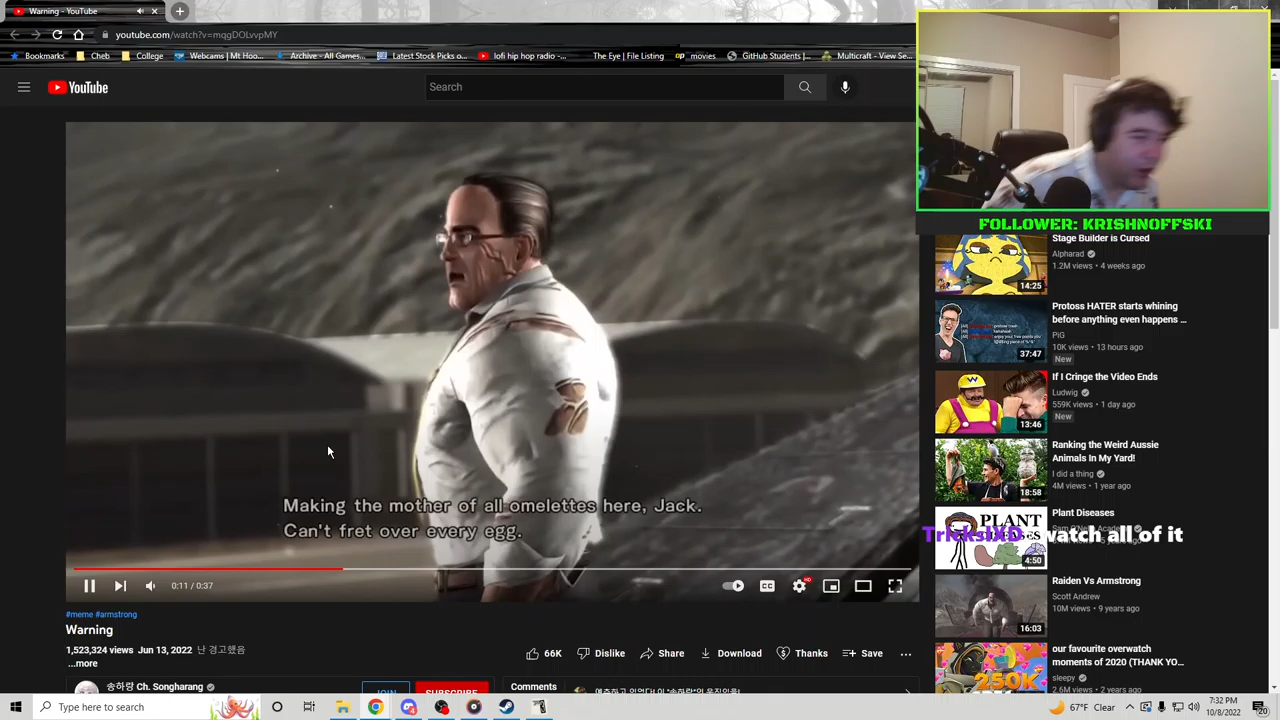 Warning - YouTube
youtube.com/watch?v=mqgDOLvvpMY
Bookmarks
Cheb
College
Webcams | Mt Hoo...
Archive - All Games...
Latest Stock Picks o...
lofi hip hop radio -...
The Eye | File Listing
movies
GitHub Students |...
Multicraft - View Se...
YouTube
Search
FOLLOWER: KRISHNOFFSKI
Making the mother of all omelettes here, Jack.
Can't fret over every egg.
0:11 / 0:37
CC
HD
#meme #armstrong
Warning
1,523,324 views Jun 13, 2022 난 경고했음
...more
66K
Dislike
Share
Download
Thanks
Save
송하랑 Ch. Songharang
JOIN
SUBSCRIBE
Comments
Stage Builder is Cursed
Alpharad
1.2M views • 4 weeks ago
14:25
Protoss HATER starts whining
before anything even happens ...
PiG
10K views • 13 hours ago
New
37:47
If I Cringe the Video Ends
Ludwig
559K views • 1 day ago
New
13:46
Ranking the Weird Aussie
Animals In My Yard!
I did a thing
4M views • 1 year ago
18:58
Plant Diseases
PLANT
4:50
TricksIXD watch all of it
Raiden Vs Armstrong
Scott Andrew
10M views • 9 years ago
16:03
our favourite overwatch
moments of 2020 (THANK YO...
sleepy
2.6M views • 2 years ago
250K
Type here to search
67°F Clear
7:32 PM
10/8/2022
20